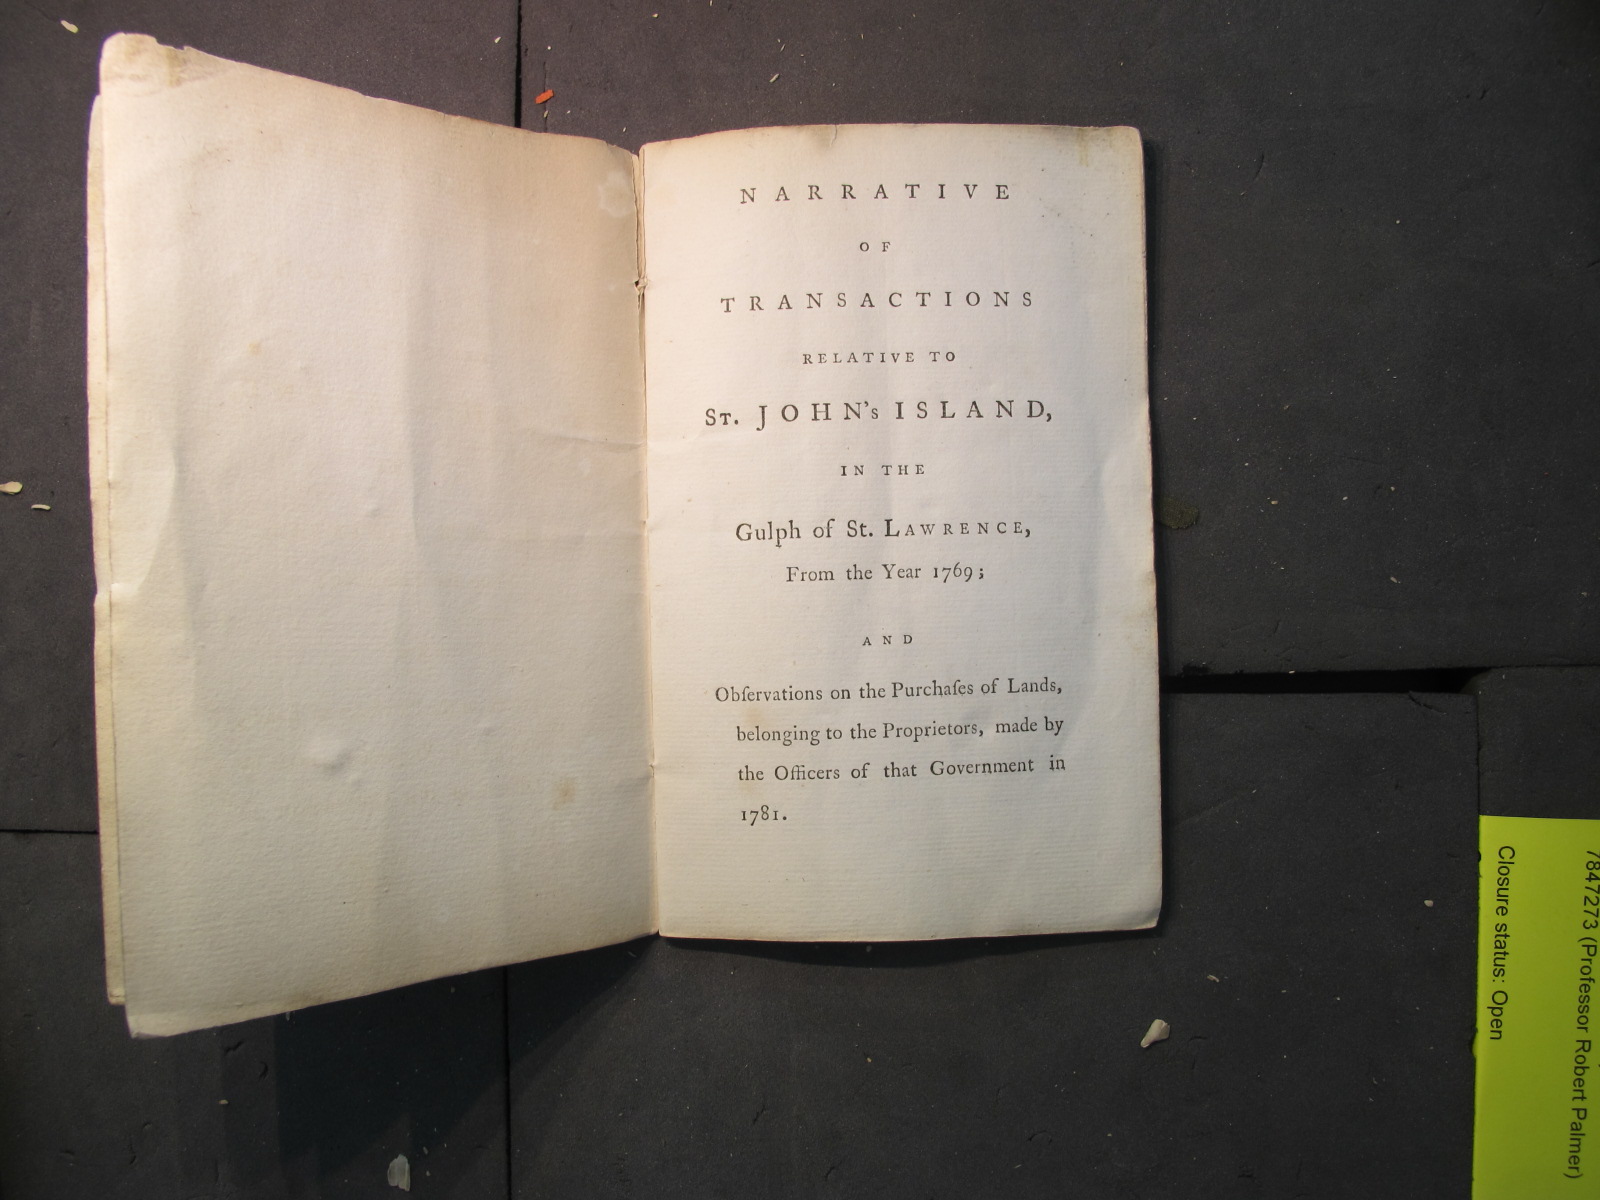 NARRATIVE
OF
TRANSACTIONS
RELATIVE TO
St. JOHN's ISLAND,
IN THE
Gulph of St. LAWRENCE,
From the Year 1769;
AND
Obſervations on the Purchaſes of Lands,
belonging to the Proprietors, made by
the Officers of that Government in
1781.
7847273 (Professor Robert Palmer)
Closure status: Open